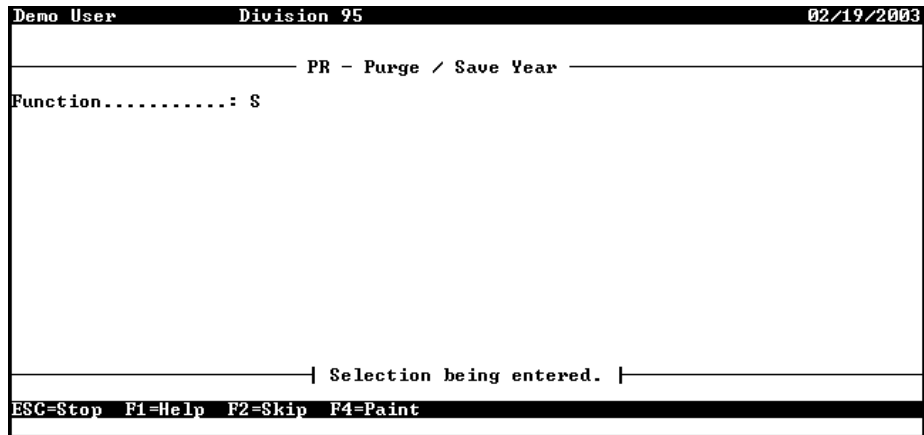 Demo User Division 95 02/19/2003
PR - Purge / Save Year
Function...........: S
Selection being entered.
ESC=Stop F1=Help F2=Skip F4=Paint